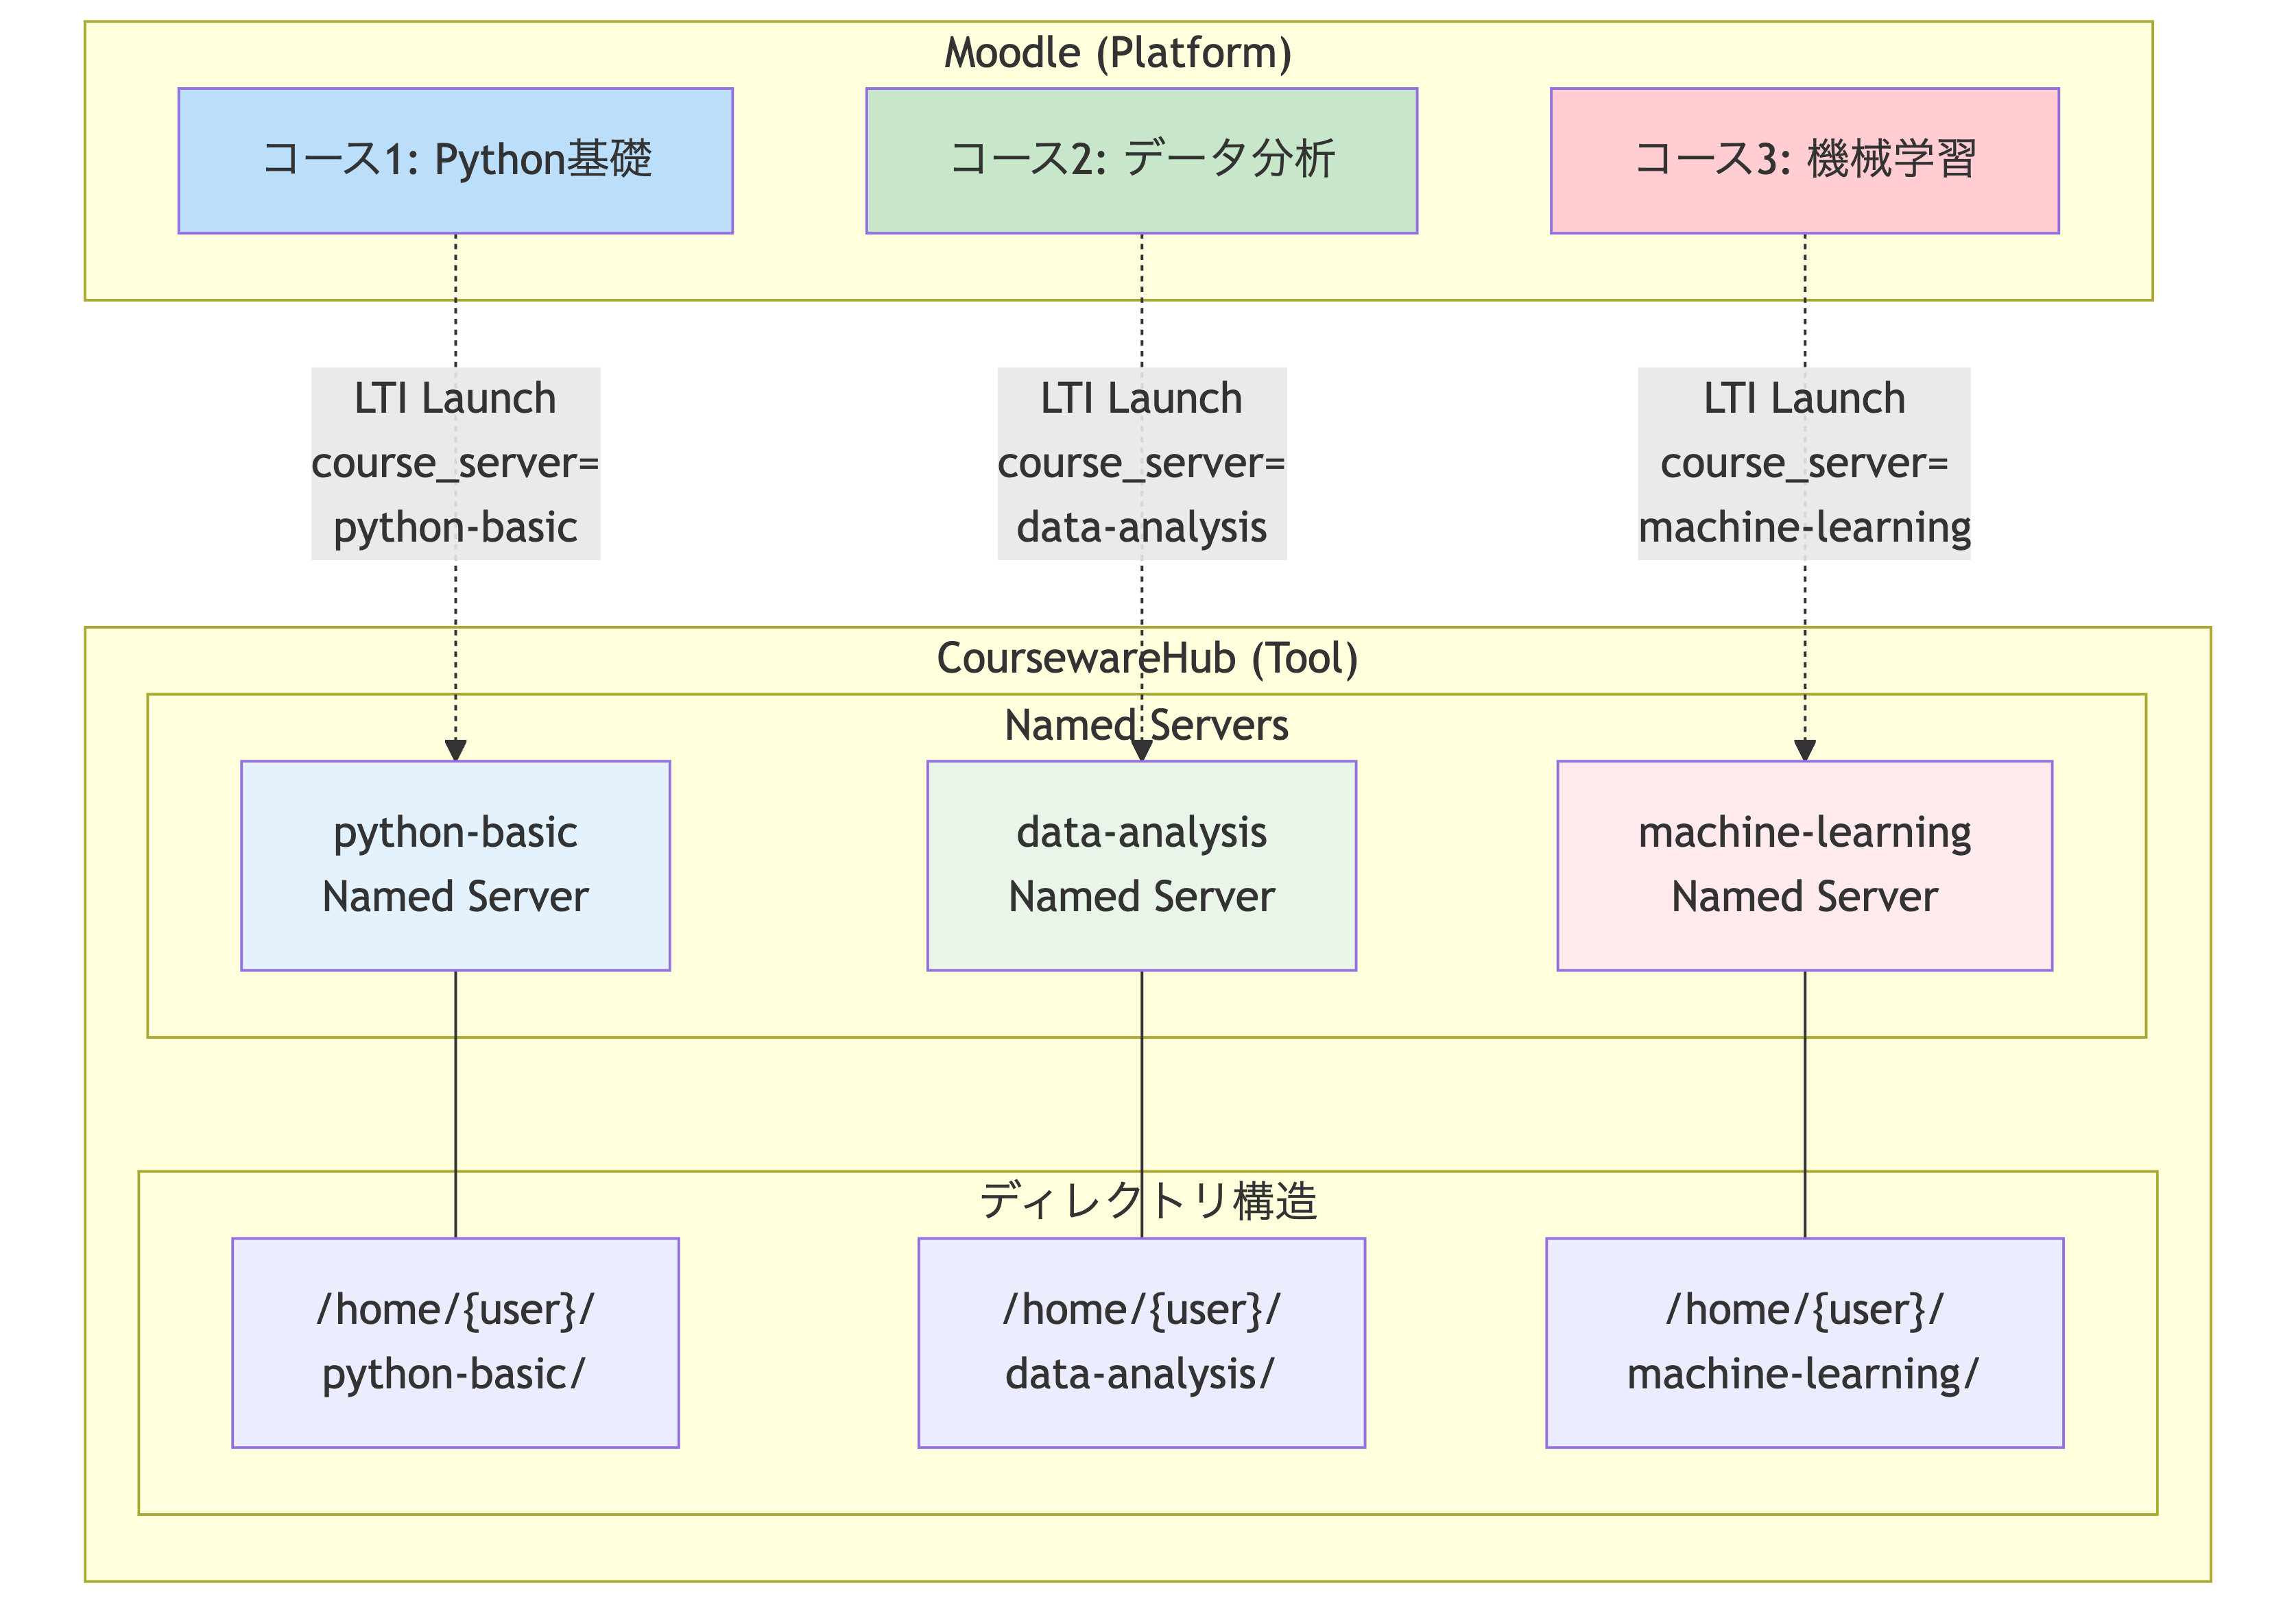 Moodle (Platform)
コース1: Python基礎
コース2: データ分析
コース3: 機械学習
LTI Launch
course_server=
python-basic
LTI Launch
course_server=
data-analysis
LTI Launch
course_server=
machine-learning
CoursewareHub (Tool)
Named Servers
python-basic
Named Server
data-analysis
Named Server
machine-learning
Named Server
ディレクトリ構造
/home/{user}/
python-basic/
/home/{user}/
data-analysis/
/home/{user}/
machine-learning/